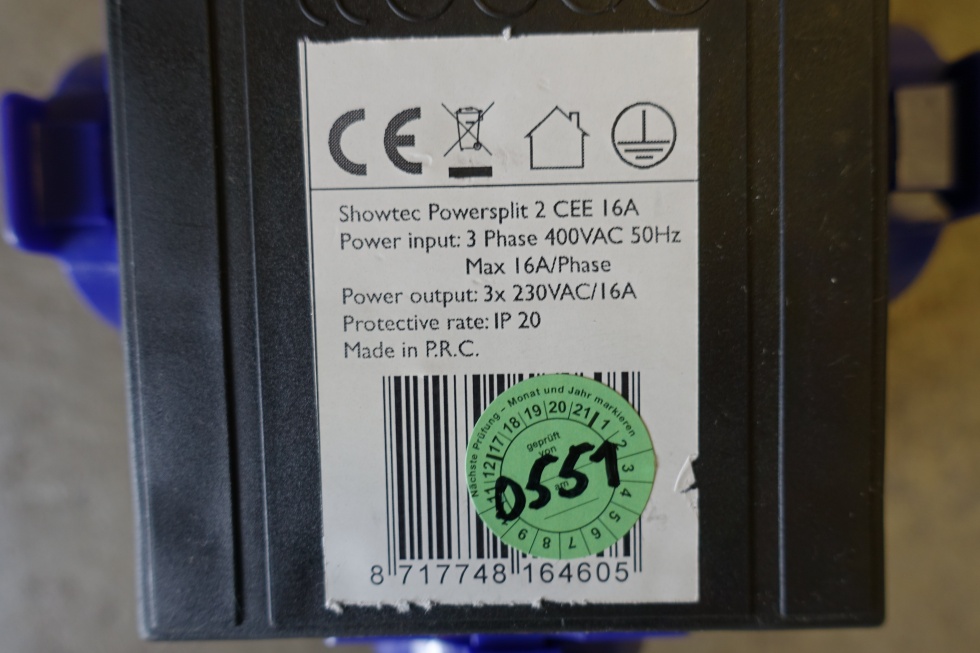 CE
Showtec Powersplit 2 CEE 16A
Power input: 3 Phase 400VAC 50Hz
Max 16A/Phase
Power output: 3x 230VAC/16A
Protective rate: IP 20
Made in P.R.C.
Nächste Prüfung - Monat und Jahr markieren
17 18 19 20 21
1 2 3 4 5 6 7 8 9 11 12
geprüft
von
am
0551
8 717748 164605